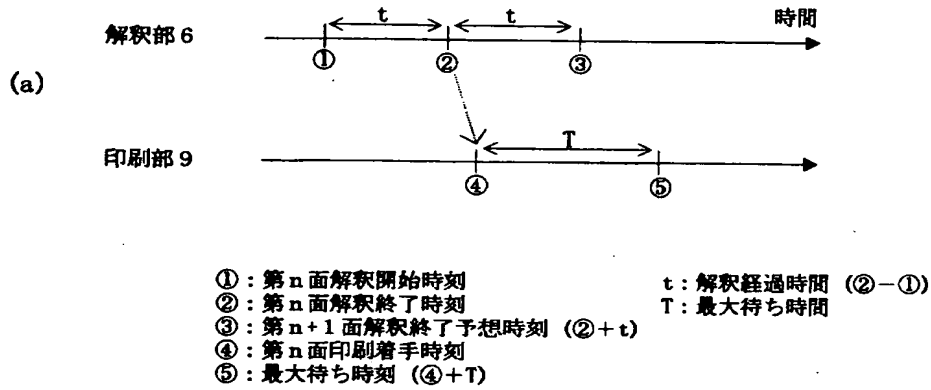 t t 時間
解釈部6
① ② ③
(a)
T
印刷部9
④ ⑤
①:第n面解釈開始時刻 t:解釈経過時間 (②-①)
②:第n面解釈終了時刻 T:最大待ち時間
③:第n+1面解釈終了予想時刻 (②+t)
④:第n面印刷着手時刻
⑤:最大待ち時刻 (④+T)